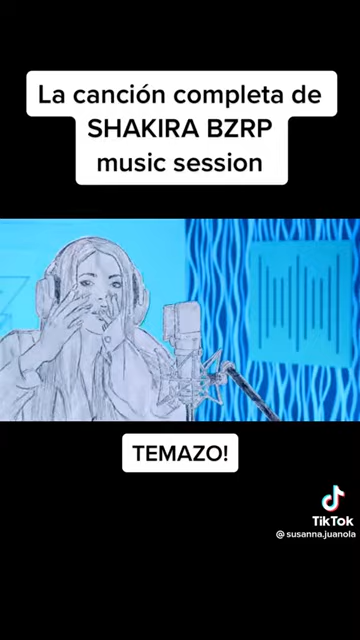 La canción completa de
SHAKIRA BZRP
music session
TEMAZO!
TikTok
@susanna.juanola